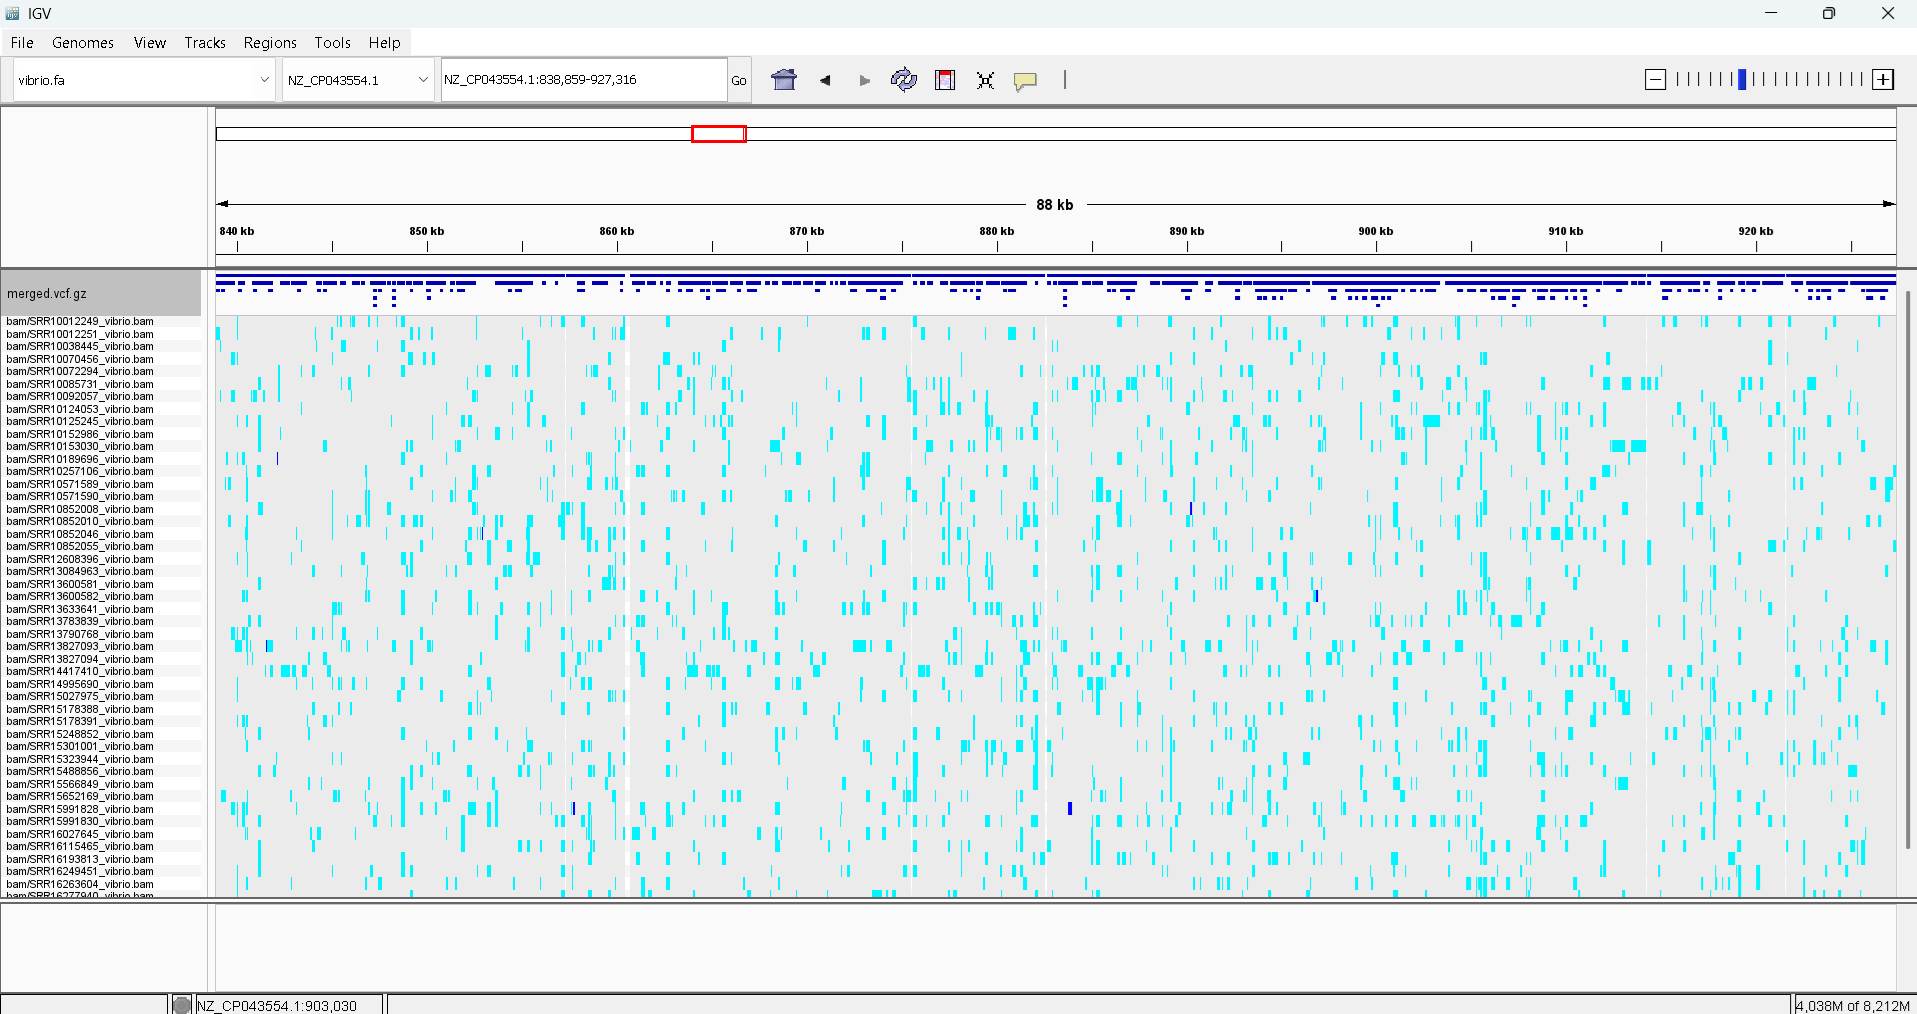 IGV
File Genomes View Tracks Regions Tools Help
vibrio.fa NZ_CP043554.1 NZ_CP043554.1:838,859-927,316 Go
88 kb
840 kb 850 kb 860 kb 870 kb 880 kb 890 kb 900 kb 910 kb 920 kb
merged.vcf.gz
bam/SRR10012249_vibrio.bam
bam/SRR10012251_vibrio.bam
bam/SRR10038445_vibrio.bam
bam/SRR10070456_vibrio.bam
bam/SRR10072294_vibrio.bam
bam/SRR10085731_vibrio.bam
bam/SRR10092057_vibrio.bam
bam/SRR10124053_vibrio.bam
bam/SRR10125245_vibrio.bam
bam/SRR10152986_vibrio.bam
bam/SRR10153030_vibrio.bam
bam/SRR10189696_vibrio.bam
bam/SRR10257106_vibrio.bam
bam/SRR10571589_vibrio.bam
bam/SRR10571590_vibrio.bam
bam/SRR10852008_vibrio.bam
bam/SRR10852010_vibrio.bam
bam/SRR10852046_vibrio.bam
bam/SRR10852055_vibrio.bam
bam/SRR12608396_vibrio.bam
bam/SRR13084963_vibrio.bam
bam/SRR13600581_vibrio.bam
bam/SRR13600582_vibrio.bam
bam/SRR13633641_vibrio.bam
bam/SRR13783839_vibrio.bam
bam/SRR13790768_vibrio.bam
bam/SRR13827093_vibrio.bam
bam/SRR13827094_vibrio.bam
bam/SRR14417410_vibrio.bam
bam/SRR14995690_vibrio.bam
bam/SRR15027975_vibrio.bam
bam/SRR15178388_vibrio.bam
bam/SRR15178391_vibrio.bam
bam/SRR15248852_vibrio.bam
bam/SRR15301001_vibrio.bam
bam/SRR15323944_vibrio.bam
bam/SRR15488856_vibrio.bam
bam/SRR15566849_vibrio.bam
bam/SRR15652169_vibrio.bam
bam/SRR15991828_vibrio.bam
bam/SRR15991830_vibrio.bam
bam/SRR16027645_vibrio.bam
bam/SRR16115465_vibrio.bam
bam/SRR16193813_vibrio.bam
bam/SRR16249451_vibrio.bam
bam/SRR16263604_vibrio.bam
bam/SRR16277940_vibrio.bam
NZ_CP043554.1:903,030 4,038M of 8,212M